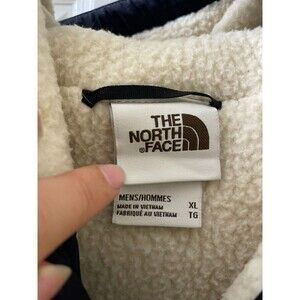 THE
NORTH
®FACE
MENS/HOMMES
MADE IN VIETNAM XL
FABRIQUÉ AU VIETNAM TG